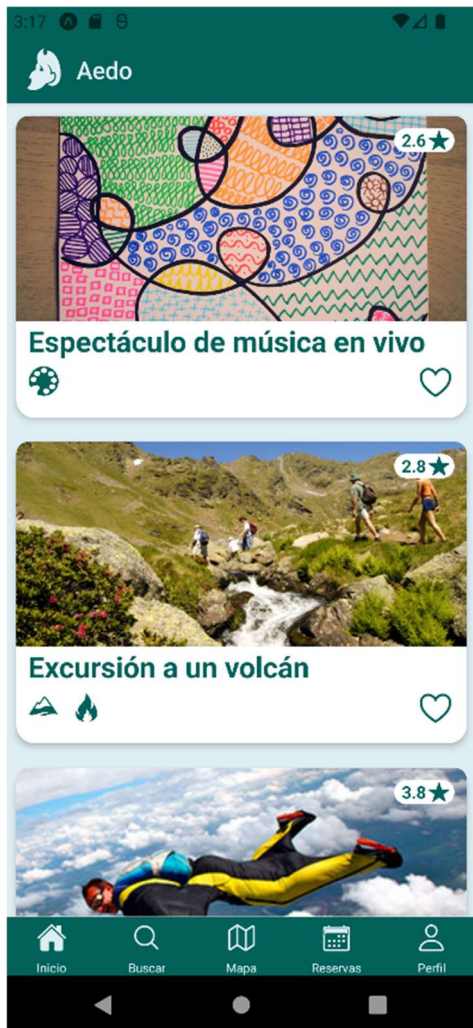 3:17
Aedo
2.6
Espectáculo de música en vivo
2.8
Excursión a un volcán
3.8
Inicio Buscar Mapa Reservas Perfil